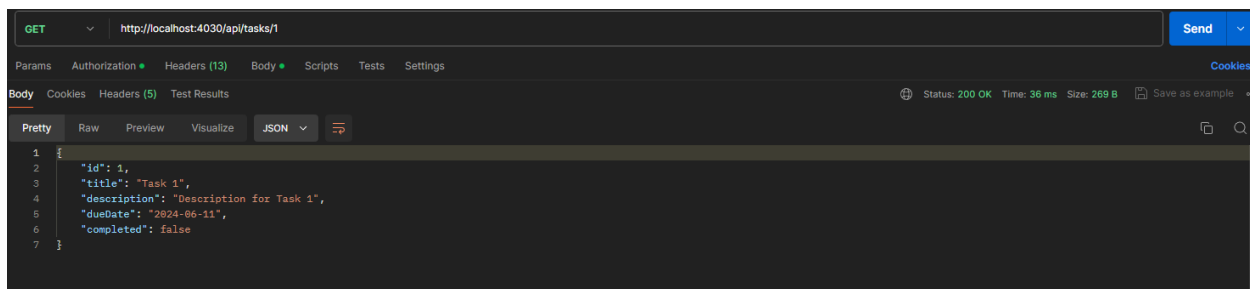 GET http://localhost:4030/api/tasks/1 Send
Params Authorization Headers (13) Body Scripts Tests Settings Cookies
Body Cookies Headers (5) Test Results Status: 200 OK Time: 36 ms Size: 269 B Save as example
Pretty Raw Preview Visualize JSON
1 {
2 "id": 1,
3 "title": "Task 1",
4 "description": "Description for Task 1",
5 "dueDate": "2024-06-11",
6 "completed": false
7 }